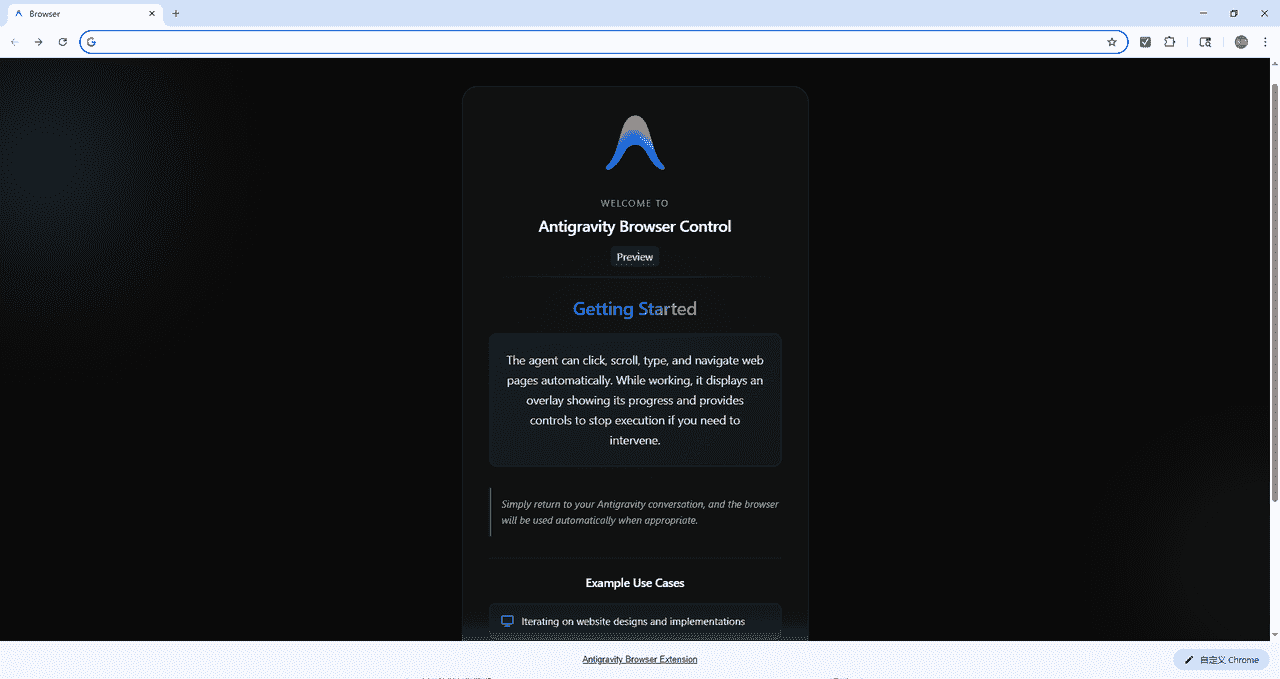 Browser
WELCOME TO
Antigravity Browser Control
Preview
Getting Started
The agent can click, scroll, type, and navigate web
pages automatically. While working, it displays an
overlay showing its progress and provides
controls to stop execution if you need to
intervene.
Simply return to your Antigravity conversation, and the browser
will be used automatically when appropriate.
Example Use Cases
Iterating on website designs and implementations
Antigravity Browser Extension
自定义 Chrome